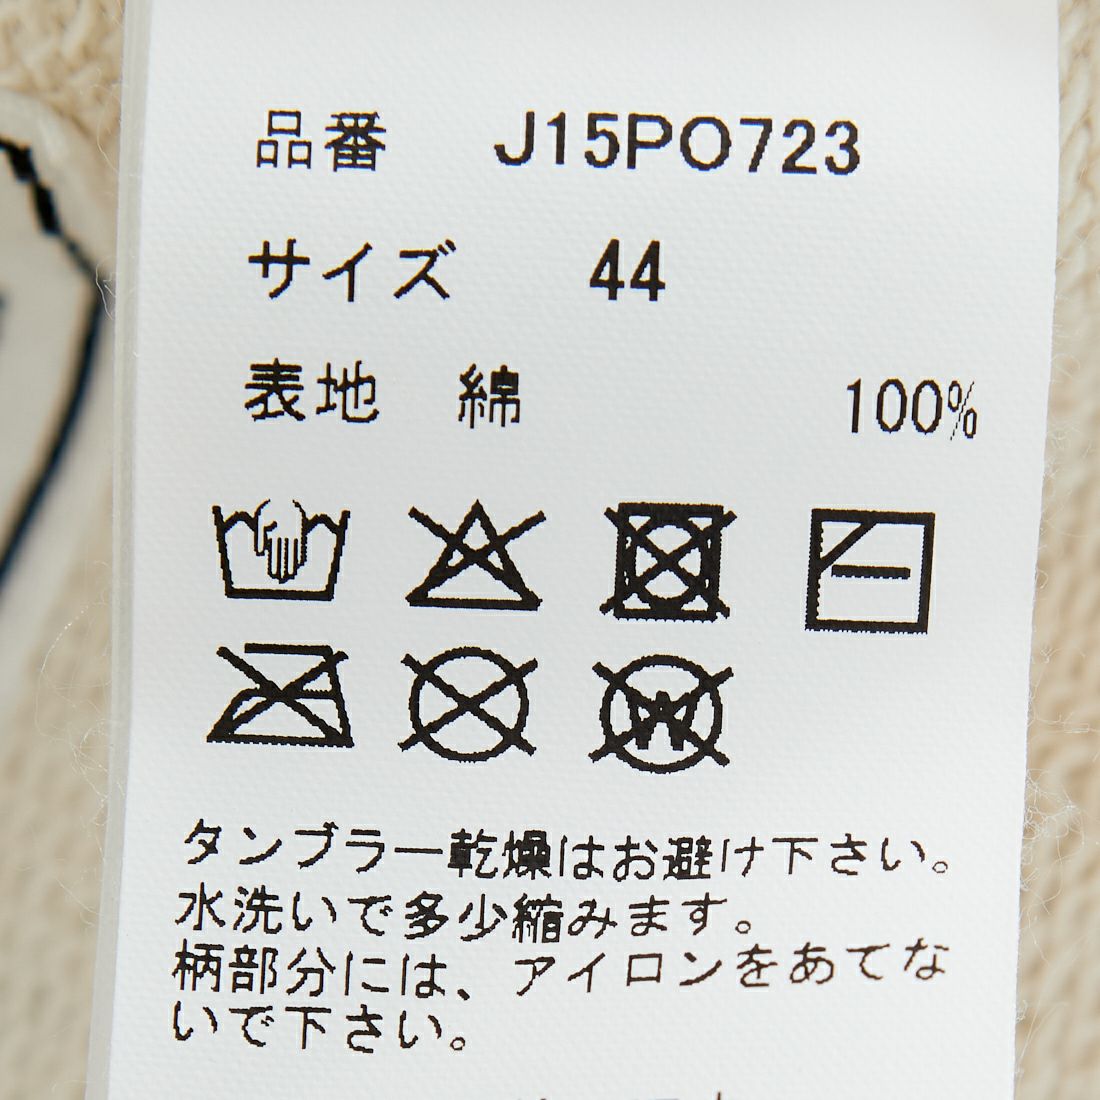 品番 J15PO723
サイズ 44
表地 綿 100%
タンブラー乾燥はお避け下さい。
水洗いで多少縮みます。
柄部分には、アイロンをあてな
いで下さい。